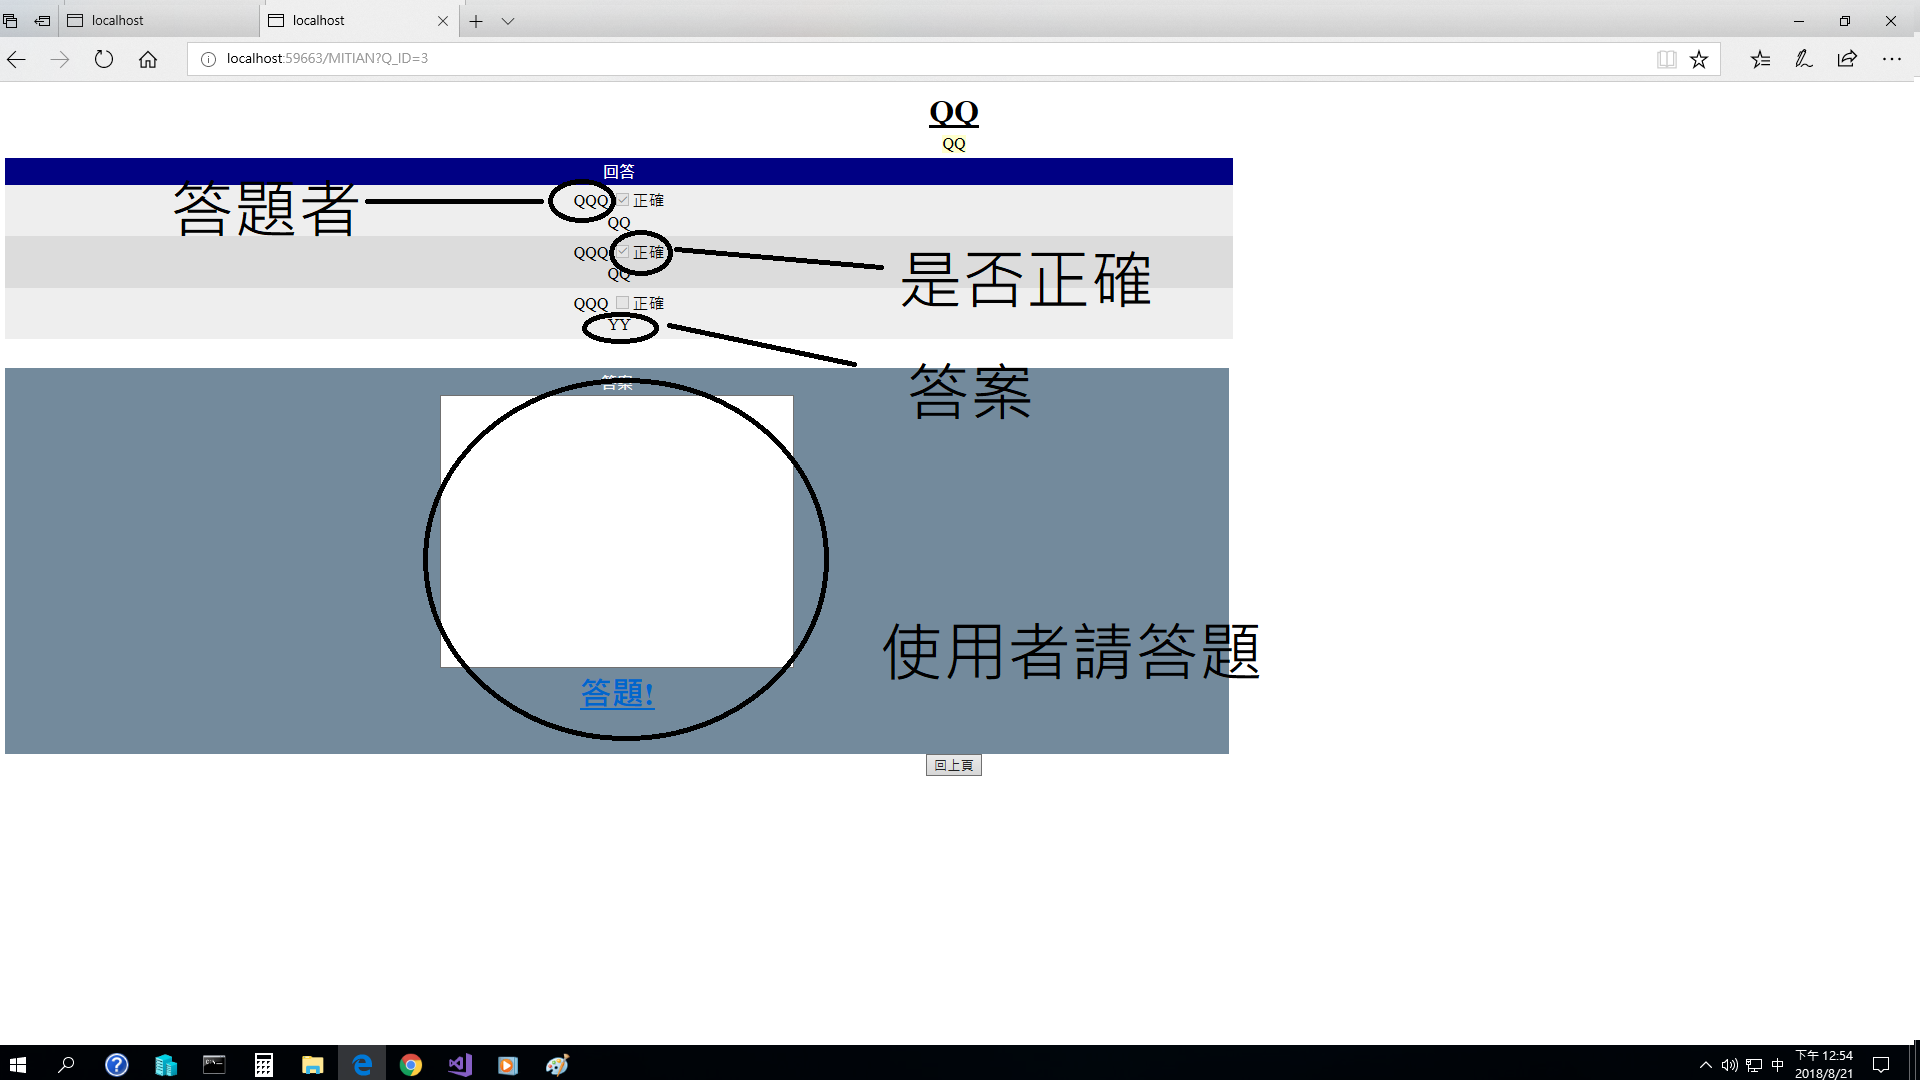 localhost
localhost
localhost:59663/MITIAN?Q_ID=3
QQ
QQ
回答
答題者
QQQ 正確
QQ
QQQ 正確
是否正確
QQ
QQQ 正確
YY
答案
答案
使用者請答題
答題!
回上頁
中
下午 12:54
2018/8/21